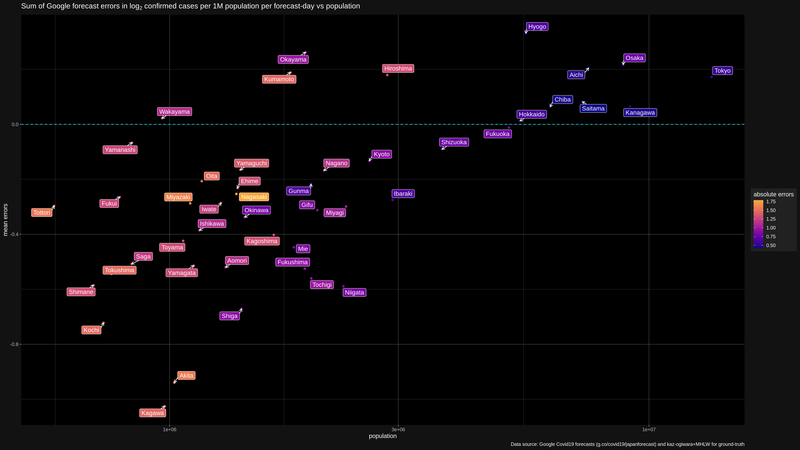 Sum of Google forecast errors in log₂ confirmed cases per 1M population per forecast-day vs population
Hyogo
Okayama
Osaka
Hiroshima
Tokyo
Aichi
Kumamoto
Chiba
Saitama
Wakayama
Hokkaido
Kanagawa
0.0
Fukuoka
Shizuoka
Yamanashi
Kyoto
Yamaguchi
Nagano
Oita
Ehime
Gunma
Ibaraki
absolute errors
Miyazaki
Nagasaki
1.75
Fukui
Gifu
1.50
Tottori
Iwate
Okinawa
Miyagi
1.25
mean errors
1.00
-0.4
Ishikawa
0.75
Kagoshima
0.50
Toyama
Mie
Saga
Aomori
Fukushima
Tokushima
Yamagata
Tochigi
Shimane
Niigata
Shiga
Kochi
-0.8
Akita
Kagawa
1e+06
3e+06
1e+07
population
Data source: Google Covid19 forecasts (g.co/covid19/japanforecast) and kaz-ogiwara+MHLW for ground-truth